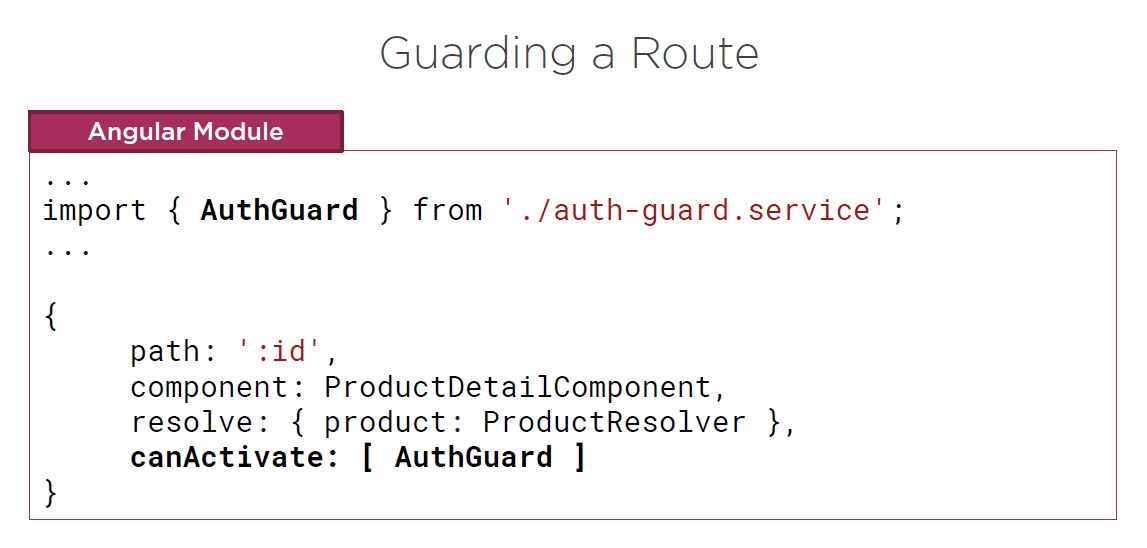 Guarding a Route
Angular Module
...
import { AuthGuard } from './auth-guard.service';
...
{
path: ':id',
component: ProductDetailComponent,
resolve: { product: ProductResolver },
canActivate: [ AuthGuard ]
}